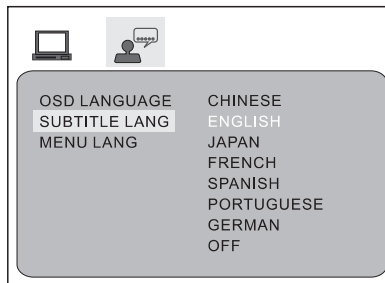 OSD LANGUAGE
SUBTITLE LANG
MENU LANG
CHINESE
ENGLISH
JAPAN
FRENCH
SPANISH
PORTUGUESE
GERMAN
OFF